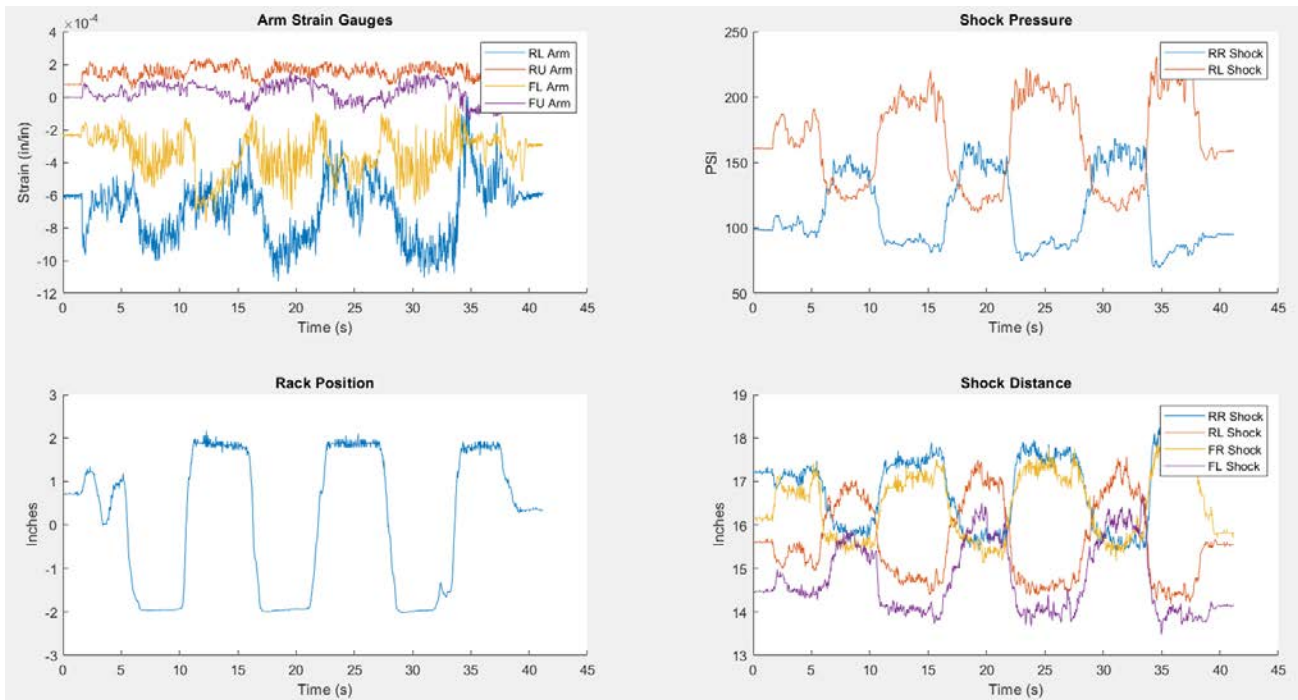 Arm Strain Gauges
×10⁻⁴
4
2
0
-2
-4
-6
-8
-10
-12
Strain (in/in)
RL Arm
RU Arm
FL Arm
FU Arm
0 5 10 15 20 25 30 35 40 45
Time (s)
Shock Pressure
250
200
150
100
50
PSI
RR Shock
RL Shock
0 5 10 15 20 25 30 35 40 45
Time (s)
Rack Position
3
2
1
0
-1
-2
-3
Inches
0 5 10 15 20 25 30 35 40 45
Time (s)
Shock Distance
19
18
17
16
15
14
13
Inches
RR Shock
RL Shock
FR Shock
FL Shock
0 5 10 15 20 25 30 35 40 45
Time (s)